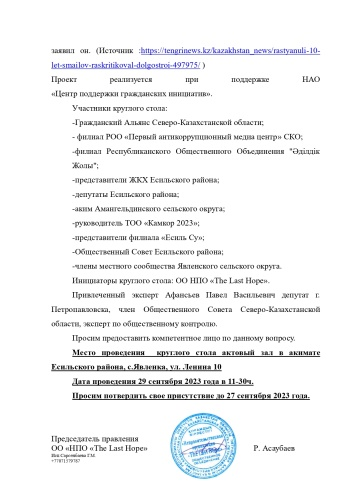 заявил он. (Источник :https://tengrinews.kz/kazakhstan_news/rastyanuli-10-
let-smailov-raskritikoval-dolgostroi-497975/ )
Проект реализуется при поддержке НАО
«Центр поддержки гражданских инициатив».
Участники круглого стола:
-Гражданский Альянс Северо-Казахстанской области;
- филиал РОО «Первый антикоррупционный медиа центр» СКО;
-филиал Республиканского Общественного Объединения "Әділдік
Жолы";
-представители ЖКХ Есильского района;
-депутаты Есильского района;
-аким Амангельдинского сельского округа;
-руководитель ТОО «Камкор 2023»;
-представители филиала «Есиль Су»;
-Общественный Совет Есильского района;
-члены местного сообщества Явленского сельского округа.
Инициаторы круглого стола: ОО НПО «The Last Hope».
Привлеченный эксперт Афансьев Павел Васильевич депутат г.
Петропавловска, член Общественного Совета Северо-Казахстанской
области, эксперт по общественному контролю.
Просим предоставить компетентное лицо по данному вопросу.
Место проведения круглого стола актовый зал в акимате
Есильского района, с.Явленка, ул. Ленина 10
Дата проведения 29 сентября 2023 года в 11-30ч.
Просим потвердить свое присутствие до 27 сентября 2023 года.
Председатель правления
ОО «НПО «The Last Hope» Р. Асаубаев
+77071579787